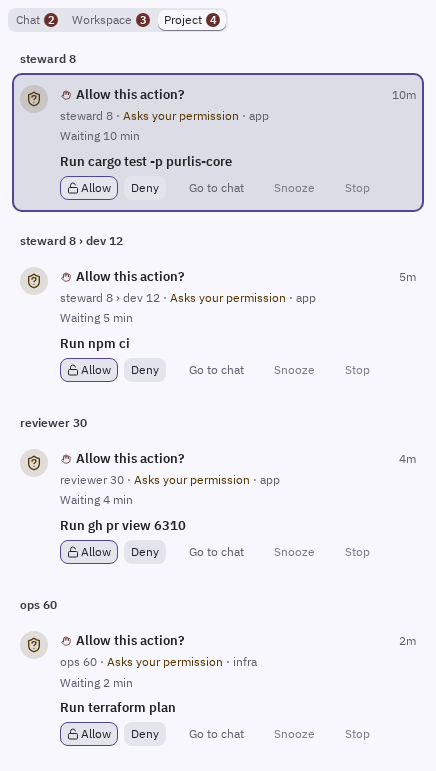 Chat 2 Workspace 3 Project 4
steward 8
Allow this action? 10m
steward 8 · Asks your permission · app
Waiting 10 min
Run cargo test -p purlis-core
Allow Deny Go to chat Snooze Stop
steward 8 › dev 12
Allow this action? 5m
steward 8 › dev 12 · Asks your permission · app
Waiting 5 min
Run npm ci
Allow Deny Go to chat Snooze Stop
reviewer 30
Allow this action? 4m
reviewer 30 · Asks your permission · app
Waiting 4 min
Run gh pr view 6310
Allow Deny Go to chat Snooze Stop
ops 60
Allow this action? 2m
ops 60 · Asks your permission · infra
Waiting 2 min
Run terraform plan
Allow Deny Go to chat Snooze Stop